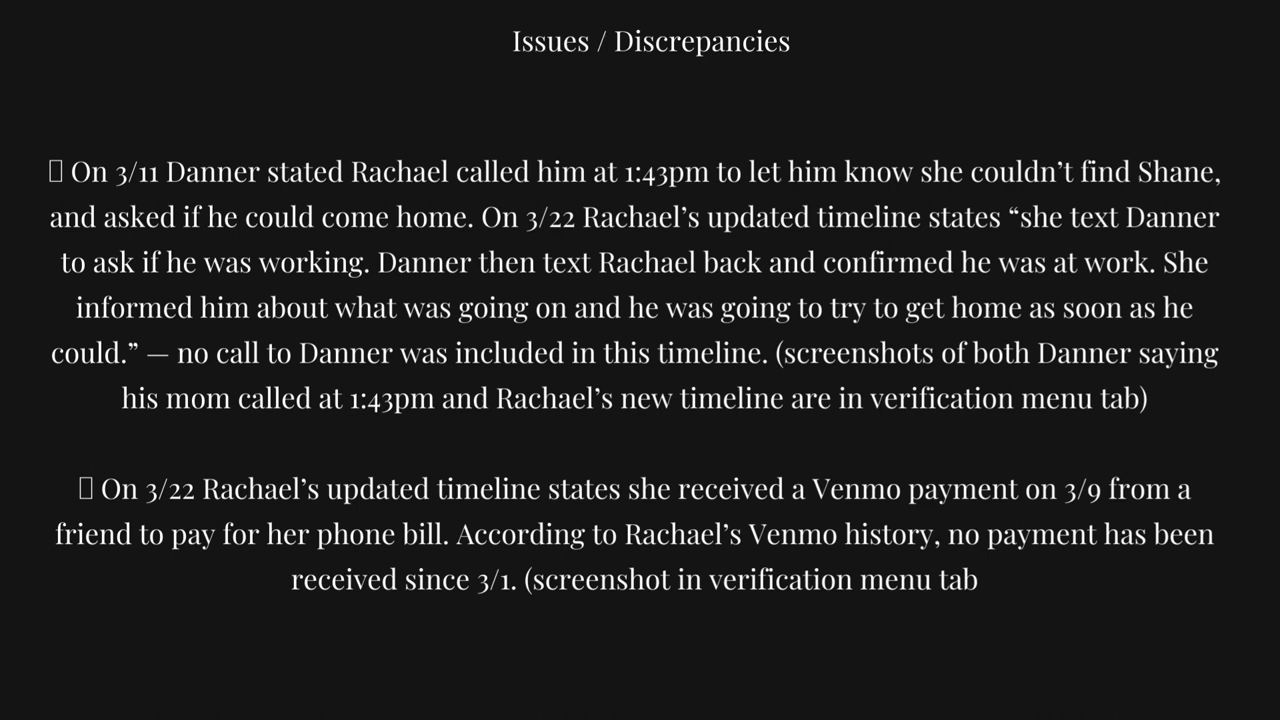 Issues / Discrepancies
▯ On 3/11 Danner stated Rachael called him at 1:43pm to let him know she couldn’t find Shane,
and asked if he could come home. On 3/22 Rachael’s updated timeline states “she text Danner
to ask if he was working. Danner then text Rachael back and confirmed he was at work. She
informed him about what was going on and he was going to try to get home as soon as he
could.” — no call to Danner was included in this timeline. (screenshots of both Danner saying
his mom called at 1:43pm and Rachael’s new timeline are in verification menu tab)
▯ On 3/22 Rachael’s updated timeline states she received a Venmo payment on 3/9 from a
friend to pay for her phone bill. According to Rachael’s Venmo history, no payment has been
received since 3/1. (screenshot in verification menu tab